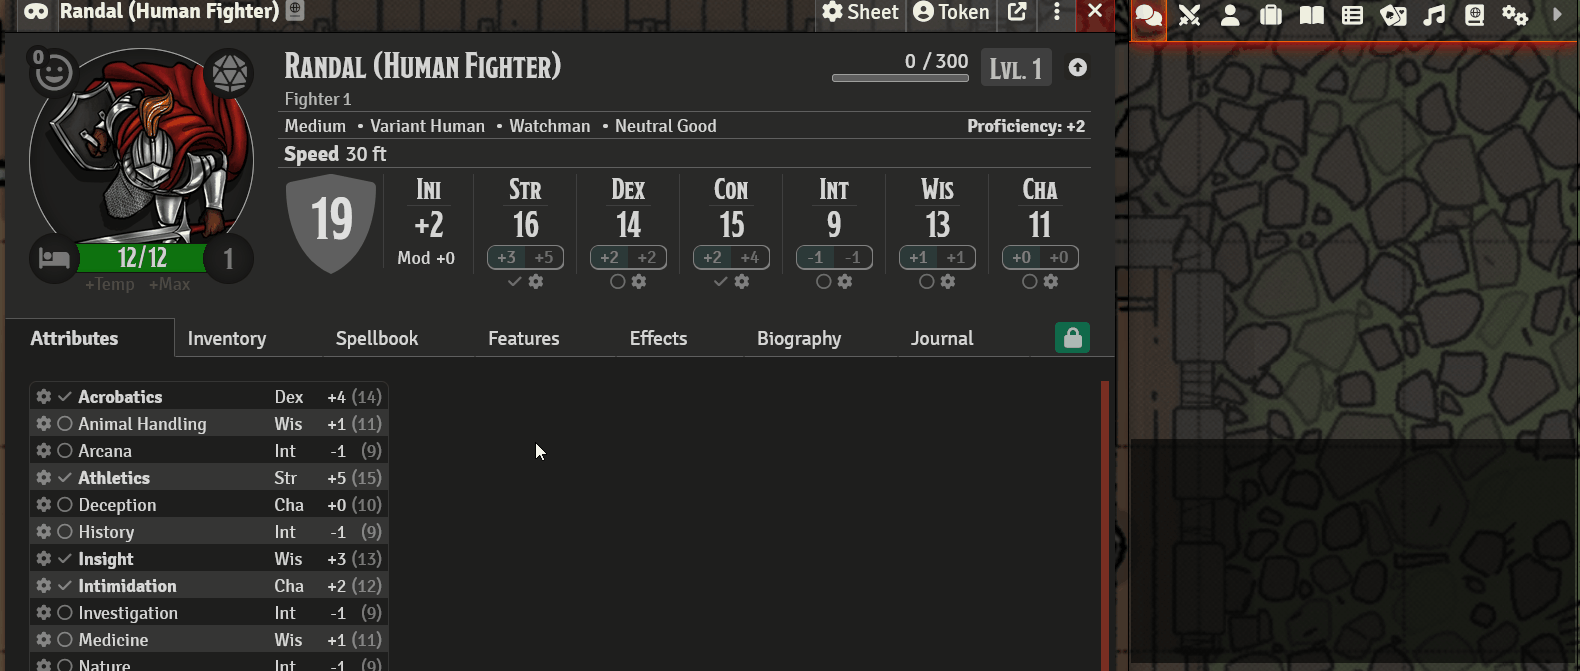 Randal (Human Fighter)
Sheet Token
0
Randal (Human Fighter)
0 / 300 Lvl. 1
Fighter 1
Medium • Variant Human • Watchman • Neutral Good Proficiency: +2
Speed 30 ft
19
Ini Str Dex Con Int Wis Cha
+2 16 14 15 9 13 11
Mod +0 +3 +5 +2 +2 +2 +4 -1 -1 +1 +1 +0 +0
12/12 1
+Temp +Max
Attributes Inventory Spellbook Features Effects Biography Journal
Acrobatics Dex +4 (14)
Animal Handling Wis +1 (11)
Arcana Int -1 (9)
Athletics Str +5 (15)
Deception Cha +0 (10)
History Int -1 (9)
Insight Wis +3 (13)
Intimidation Cha +2 (12)
Investigation Int -1 (9)
Medicine Wis +1 (11)
Nature Int -1 (9)